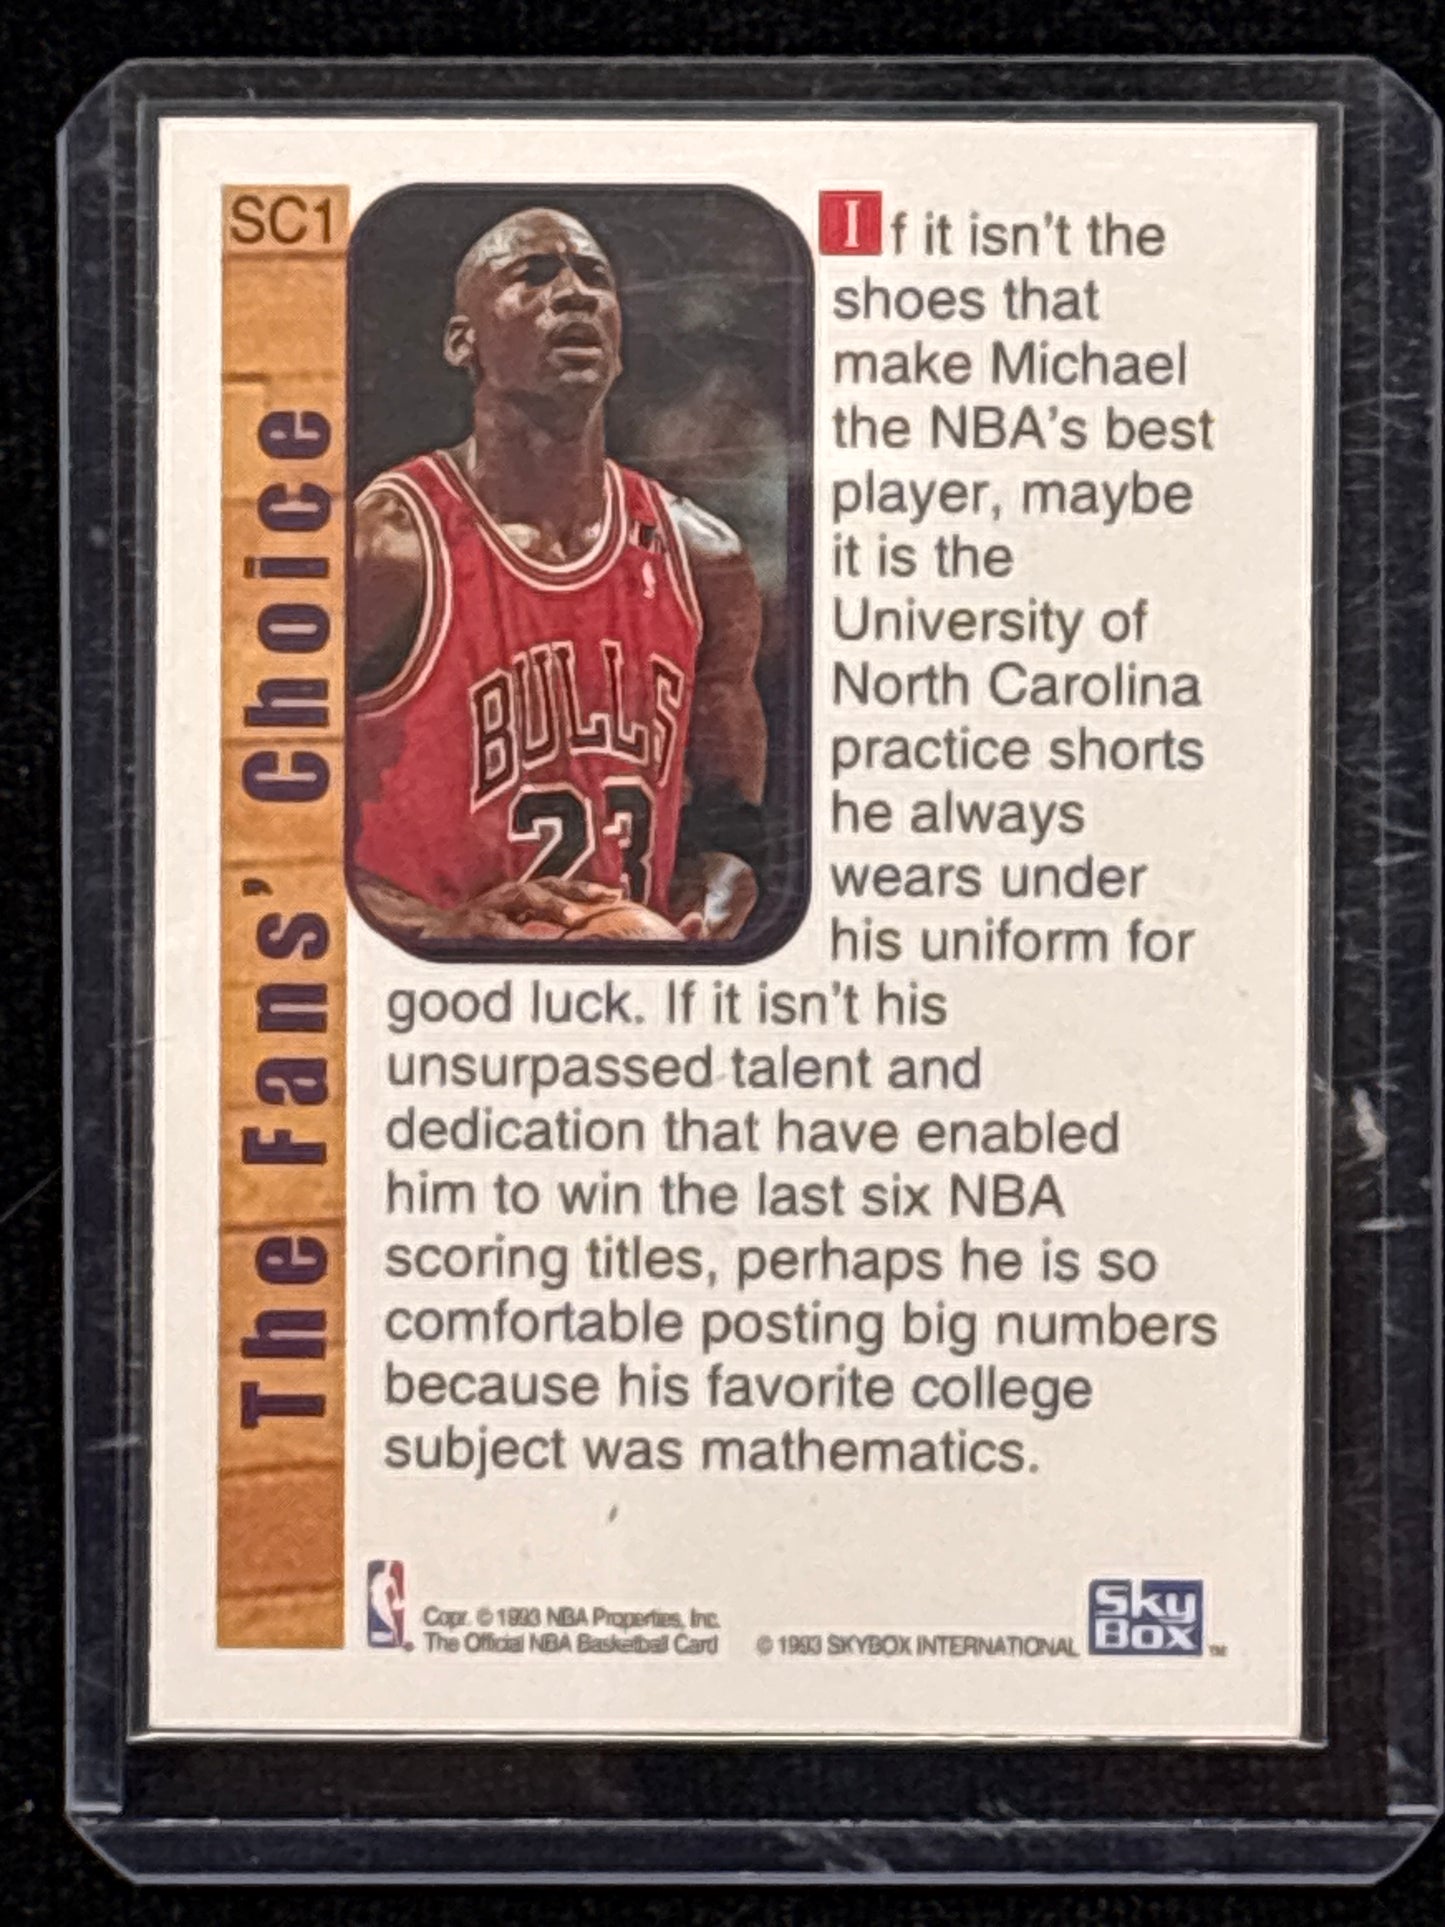 SC1
The Fans' Choice
BULLS
23
If it isn't the
shoes that
make Michael
the NBA's best
player, maybe
it is the
University of
North Carolina
practice shorts
he always
wears under
his uniform for
good luck. If it isn't his
unsurpassed talent and
dedication that have enabled
him to win the last six NBA
scoring titles, perhaps he is so
comfortable posting big numbers
because his favorite college
subject was mathematics.
Copr. © 1993 NBA Properties, Inc.
The Official NBA Basketball Card
© 1993 SKYBOX INTERNATIONAL
SKY
BOX
TM